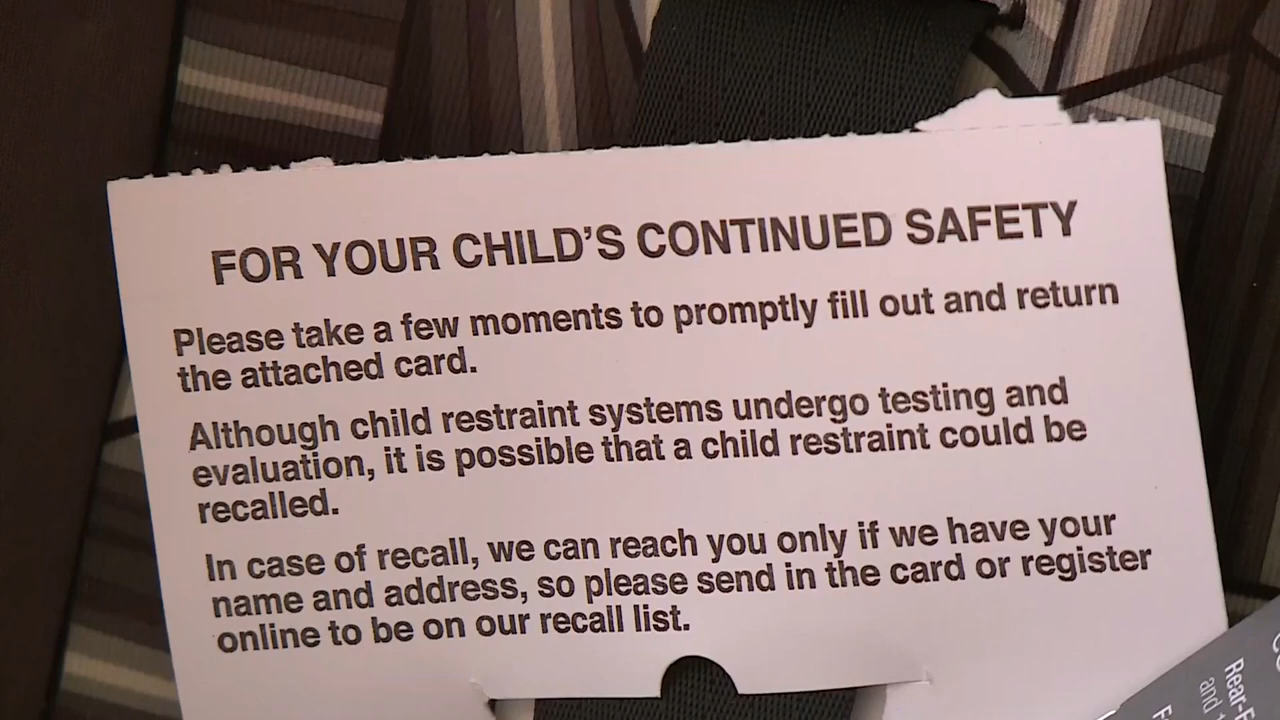 FOR YOUR CHILD'S CONTINUED SAFETY
Please take a few moments to promptly fill out and return
the attached card.
Although child restraint systems undergo testing and
evaluation, it is possible that a child restraint could be
recalled.
In case of recall, we can reach you only if we have your
name and address, so please send in the card or register
online to be on our recall list.
and